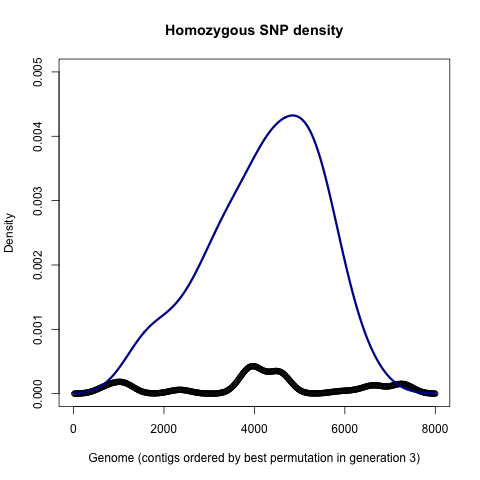 Homozygous SNP density
0.005
0.004
0.003
0.002
0.001
0.000
Density
0 2000 4000 6000 8000
Genome (contigs ordered by best permutation in generation 3)